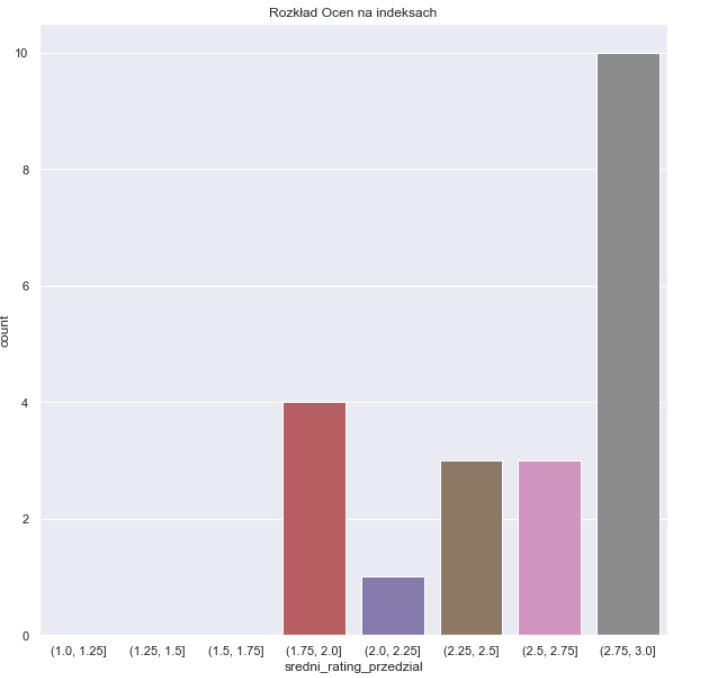 Rozkład Ocen na indeksach
10
8
6
4
2
0
count
(1.0, 1.25] (1.25, 1.5] (1.5, 1.75] (1.75, 2.0] (2.0, 2.25] (2.25, 2.5] (2.5, 2.75] (2.75, 3.0]
sredni_rating_przedzial